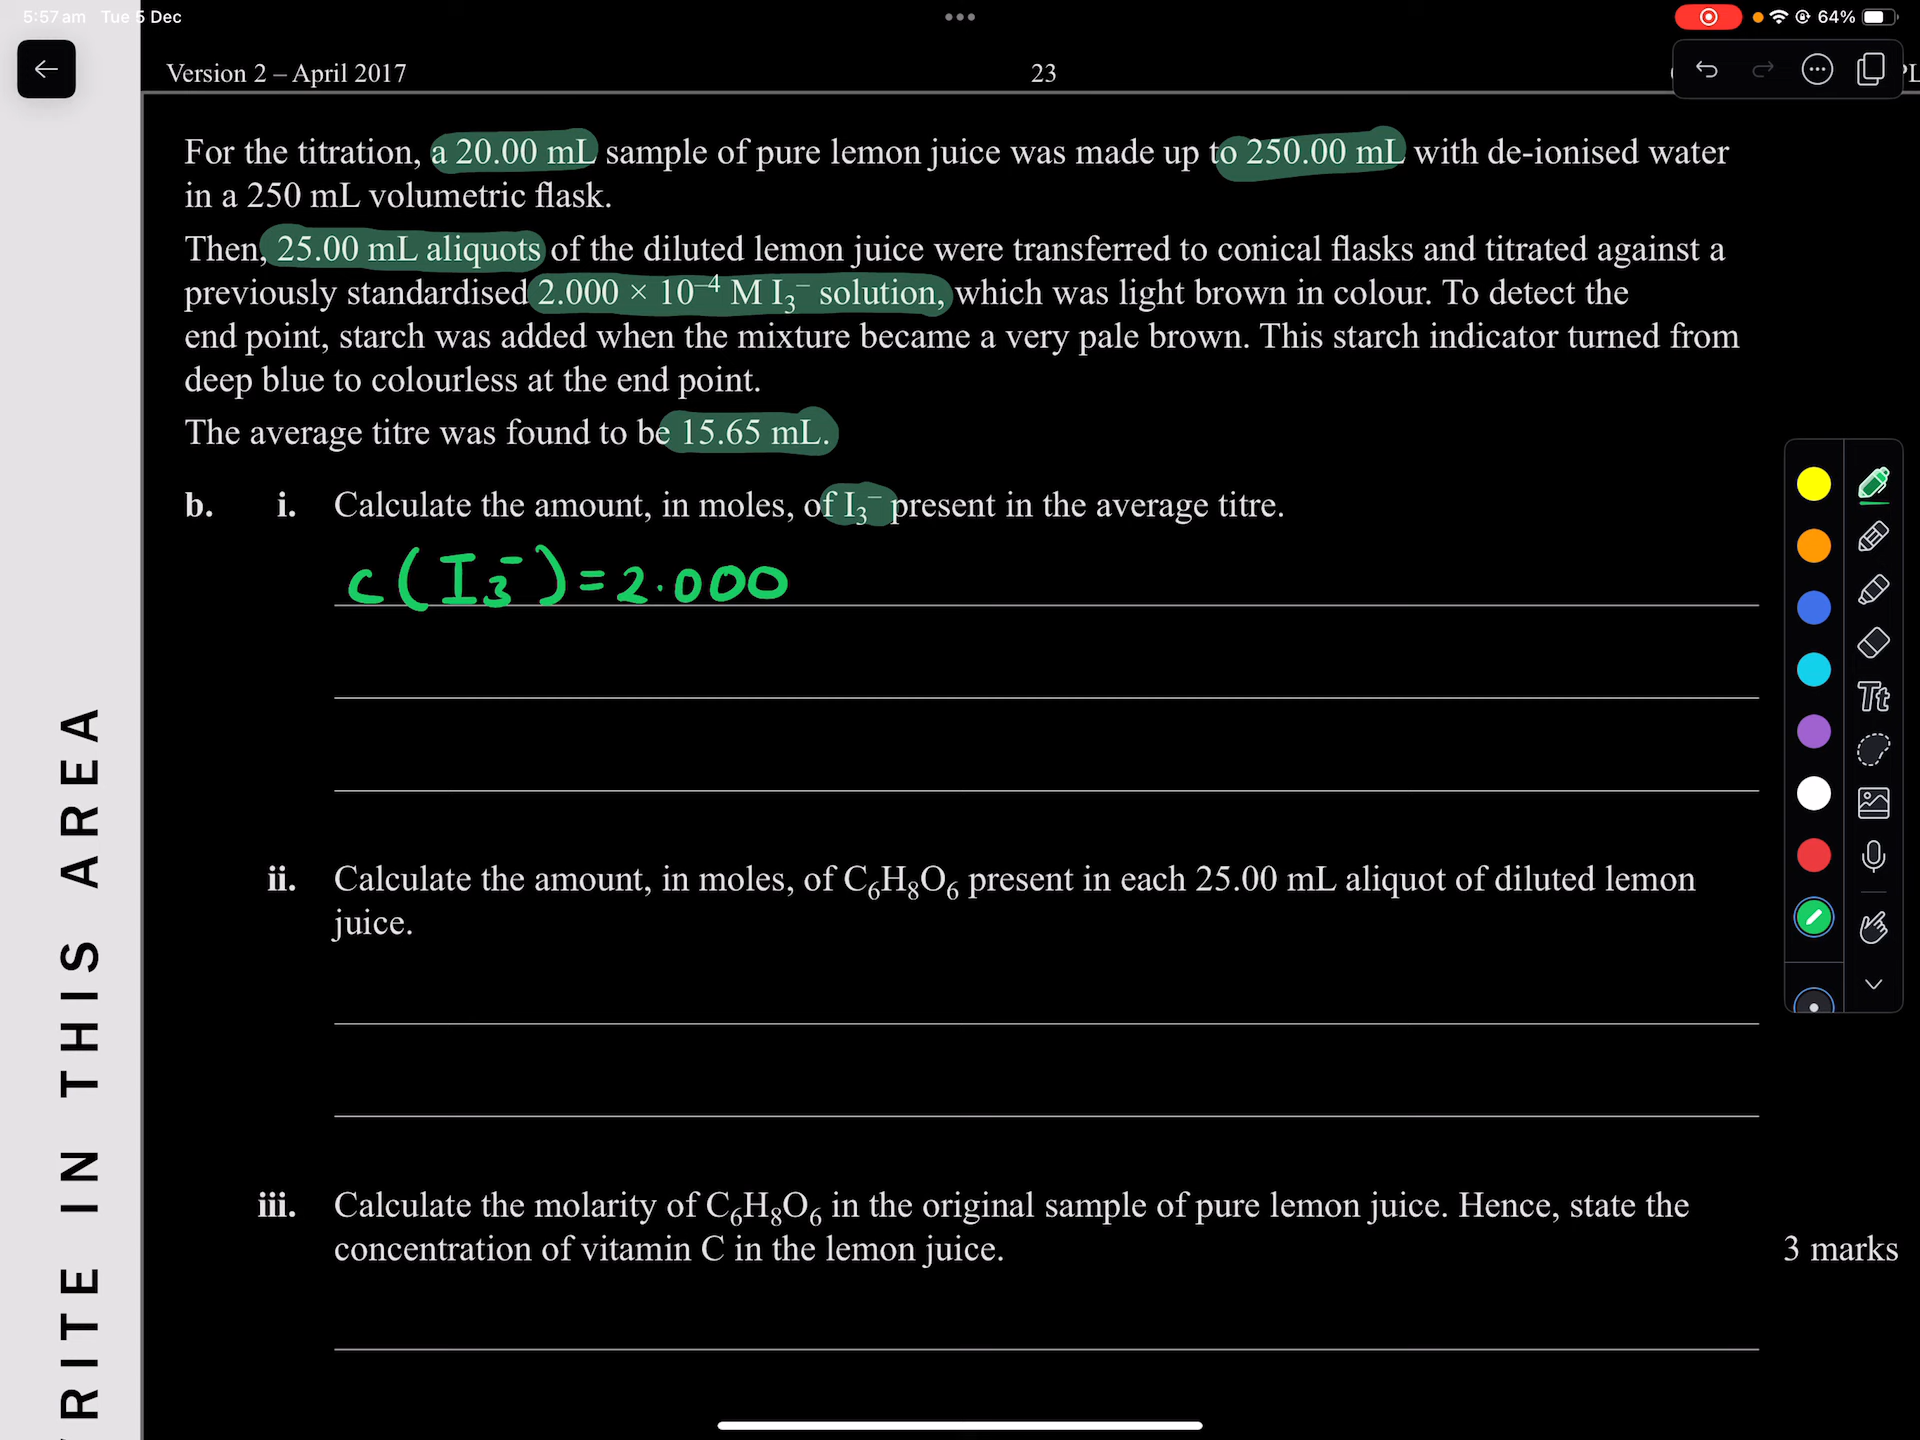 5:57am Tue 5 Dec
64%
Version 2 – April 2017
23
For the titration, a 20.00 mL sample of pure lemon juice was made up to 250.00 mL with de-ionised water
in a 250 mL volumetric flask.
Then, 25.00 mL aliquots of the diluted lemon juice were transferred to conical flasks and titrated against a
previously standardised 2.000 × 10⁻⁴ M I₃⁻ solution, which was light brown in colour. To detect the
end point, starch was added when the mixture became a very pale brown. This starch indicator turned from
deep blue to colourless at the end point.
The average titre was found to be 15.65 mL.
b. i. Calculate the amount, in moles, of I₃⁻ present in the average titre.
c(I₃⁻)=2.000
ii. Calculate the amount, in moles, of C₆H₈O₆ present in each 25.00 mL aliquot of diluted lemon
juice.
iii. Calculate the molarity of C₆H₈O₆ in the original sample of pure lemon juice. Hence, state the
concentration of vitamin C in the lemon juice.
3 marks
Tt
RITE IN THIS AREA